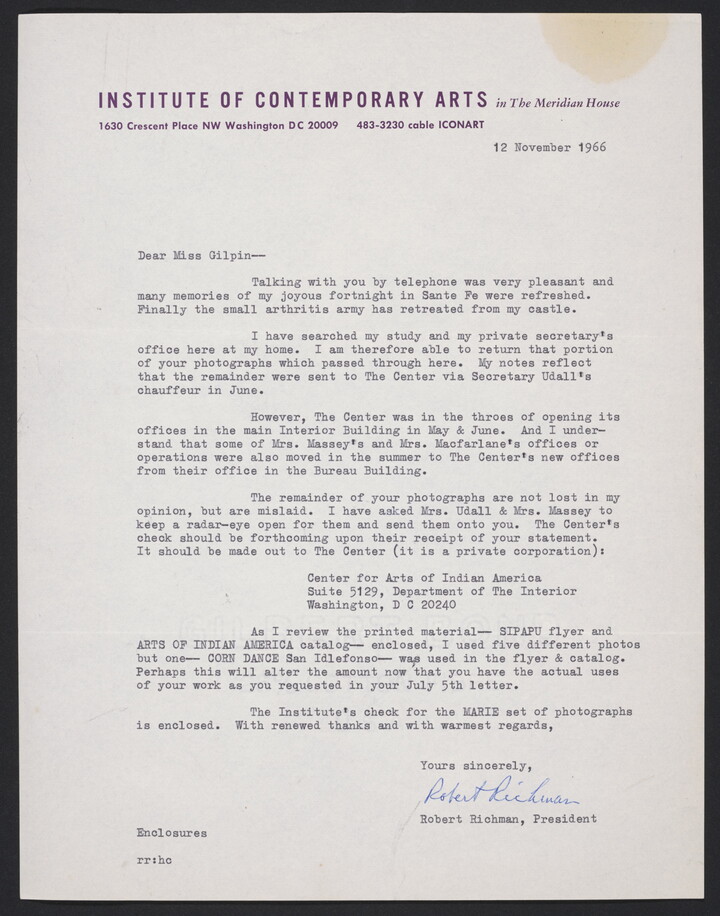 INSTITUTE OF CONTEMPORARY ARTS in The Meridian House
1630 Crescent Place NW Washington DC 20009 483-3230 cable ICONART
12 November 1966
Dear Miss Gilpin--
Talking with you by telephone was very pleasant and
many memories of my joyous fortnight in Sante Fe were refreshed.
Finally the small arthritis army has retreated from my castle.
I have searched my study and my private secretary's
office here at my home. I am therefore able to return that portion
of your photographs which passed through here. My notes reflect
that the remainder were sent to The Center via Secretary Udall's
chauffeur in June.
However, The Center was in the throes of opening its
offices in the main Interior Building in May & June. And I under-
stand that some of Mrs. Massey's and Mrs. Macfarlane's offices or
operations were also moved in the summer to The Center's new offices
from their office in the Bureau Building.
The remainder of your photographs are not lost in my
opinion, but are mislaid. I have asked Mrs. Udall & Mrs. Massey to
keep a radar-eye open for them and send them onto you. The Center's
check should be forthcoming upon their receipt of your statement.
It should be made out to The Center (it is a private corporation):
Center for Arts of Indian America
Suite 5129, Department of The Interior
Washington, D C 20240
As I review the printed material-- SIPAPU flyer and
ARTS OF INDIAN AMERICA catalog-- enclosed, I used five different photos
but one-- CORN DANCE San Idlefonso-- was used in the flyer & catalog.
Perhaps this will alter the amount now that you have the actual uses
of your work as you requested in your July 5th letter.
The Institute's check for the MARIE set of photographs
is enclosed. With renewed thanks and with warmest regards,
Yours sincerely,
Robert Richman
Robert Richman, President
Enclosures
rr:hc